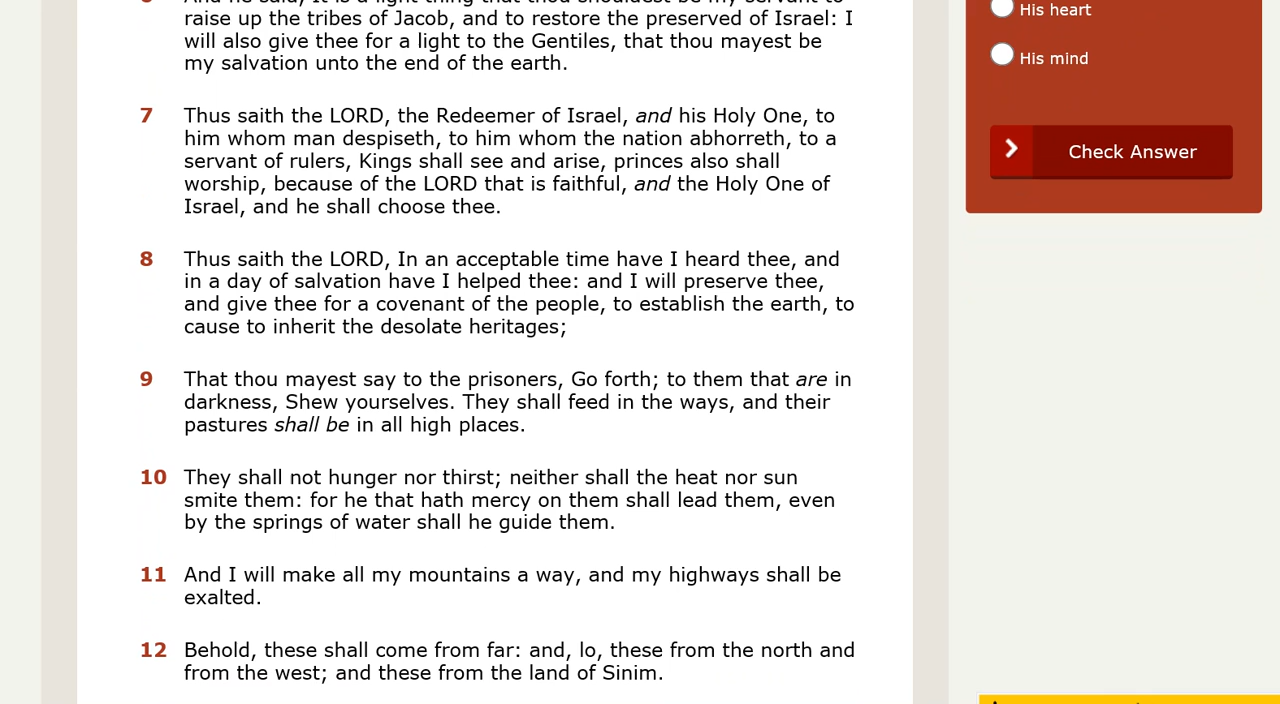 raise up the tribes of Jacob, and to restore the preserved of Israel: I
will also give thee for a light to the Gentiles, that thou mayest be
my salvation unto the end of the earth.
7 Thus saith the LORD, the Redeemer of Israel, and his Holy One, to
him whom man despiseth, to him whom the nation abhorreth, to a
servant of rulers, Kings shall see and arise, princes also shall
worship, because of the LORD that is faithful, and the Holy One of
Israel, and he shall choose thee.
8 Thus saith the LORD, In an acceptable time have I heard thee, and
in a day of salvation have I helped thee: and I will preserve thee,
and give thee for a covenant of the people, to establish the earth, to
cause to inherit the desolate heritages;
9 That thou mayest say to the prisoners, Go forth; to them that are in
darkness, Shew yourselves. They shall feed in the ways, and their
pastures shall be in all high places.
10 They shall not hunger nor thirst; neither shall the heat nor sun
smite them: for he that hath mercy on them shall lead them, even
by the springs of water shall he guide them.
11 And I will make all my mountains a way, and my highways shall be
exalted.
12 Behold, these shall come from far: and, lo, these from the north and
from the west; and these from the land of Sinim.
His heart
His mind
Check Answer